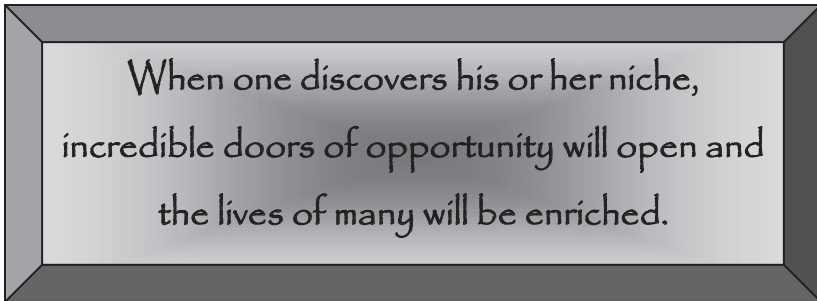 When one discovers his or her niche,
incredible doors of opportunity will open and
the lives of many will be enriched.